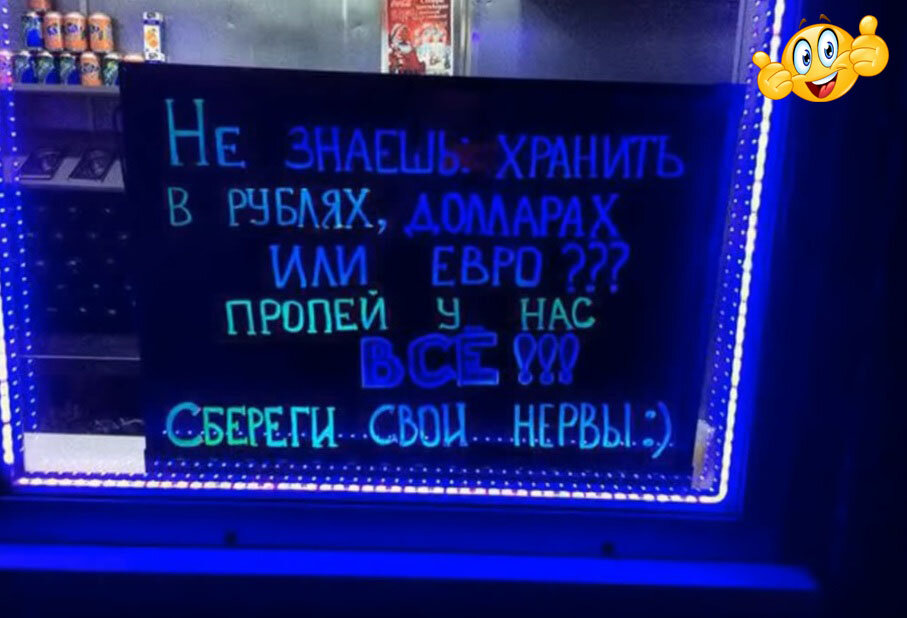 НЕ ЗНАЕШЬ: ХРАНИТЬ
В РУБЛЯХ, ДОЛЛАРАХ
ИЛИ ЕВРО ???
ПРОПЕЙ У НАС
ВСЁ !!!
СБЕРЕГИ СВОИ НЕРВЫ :)